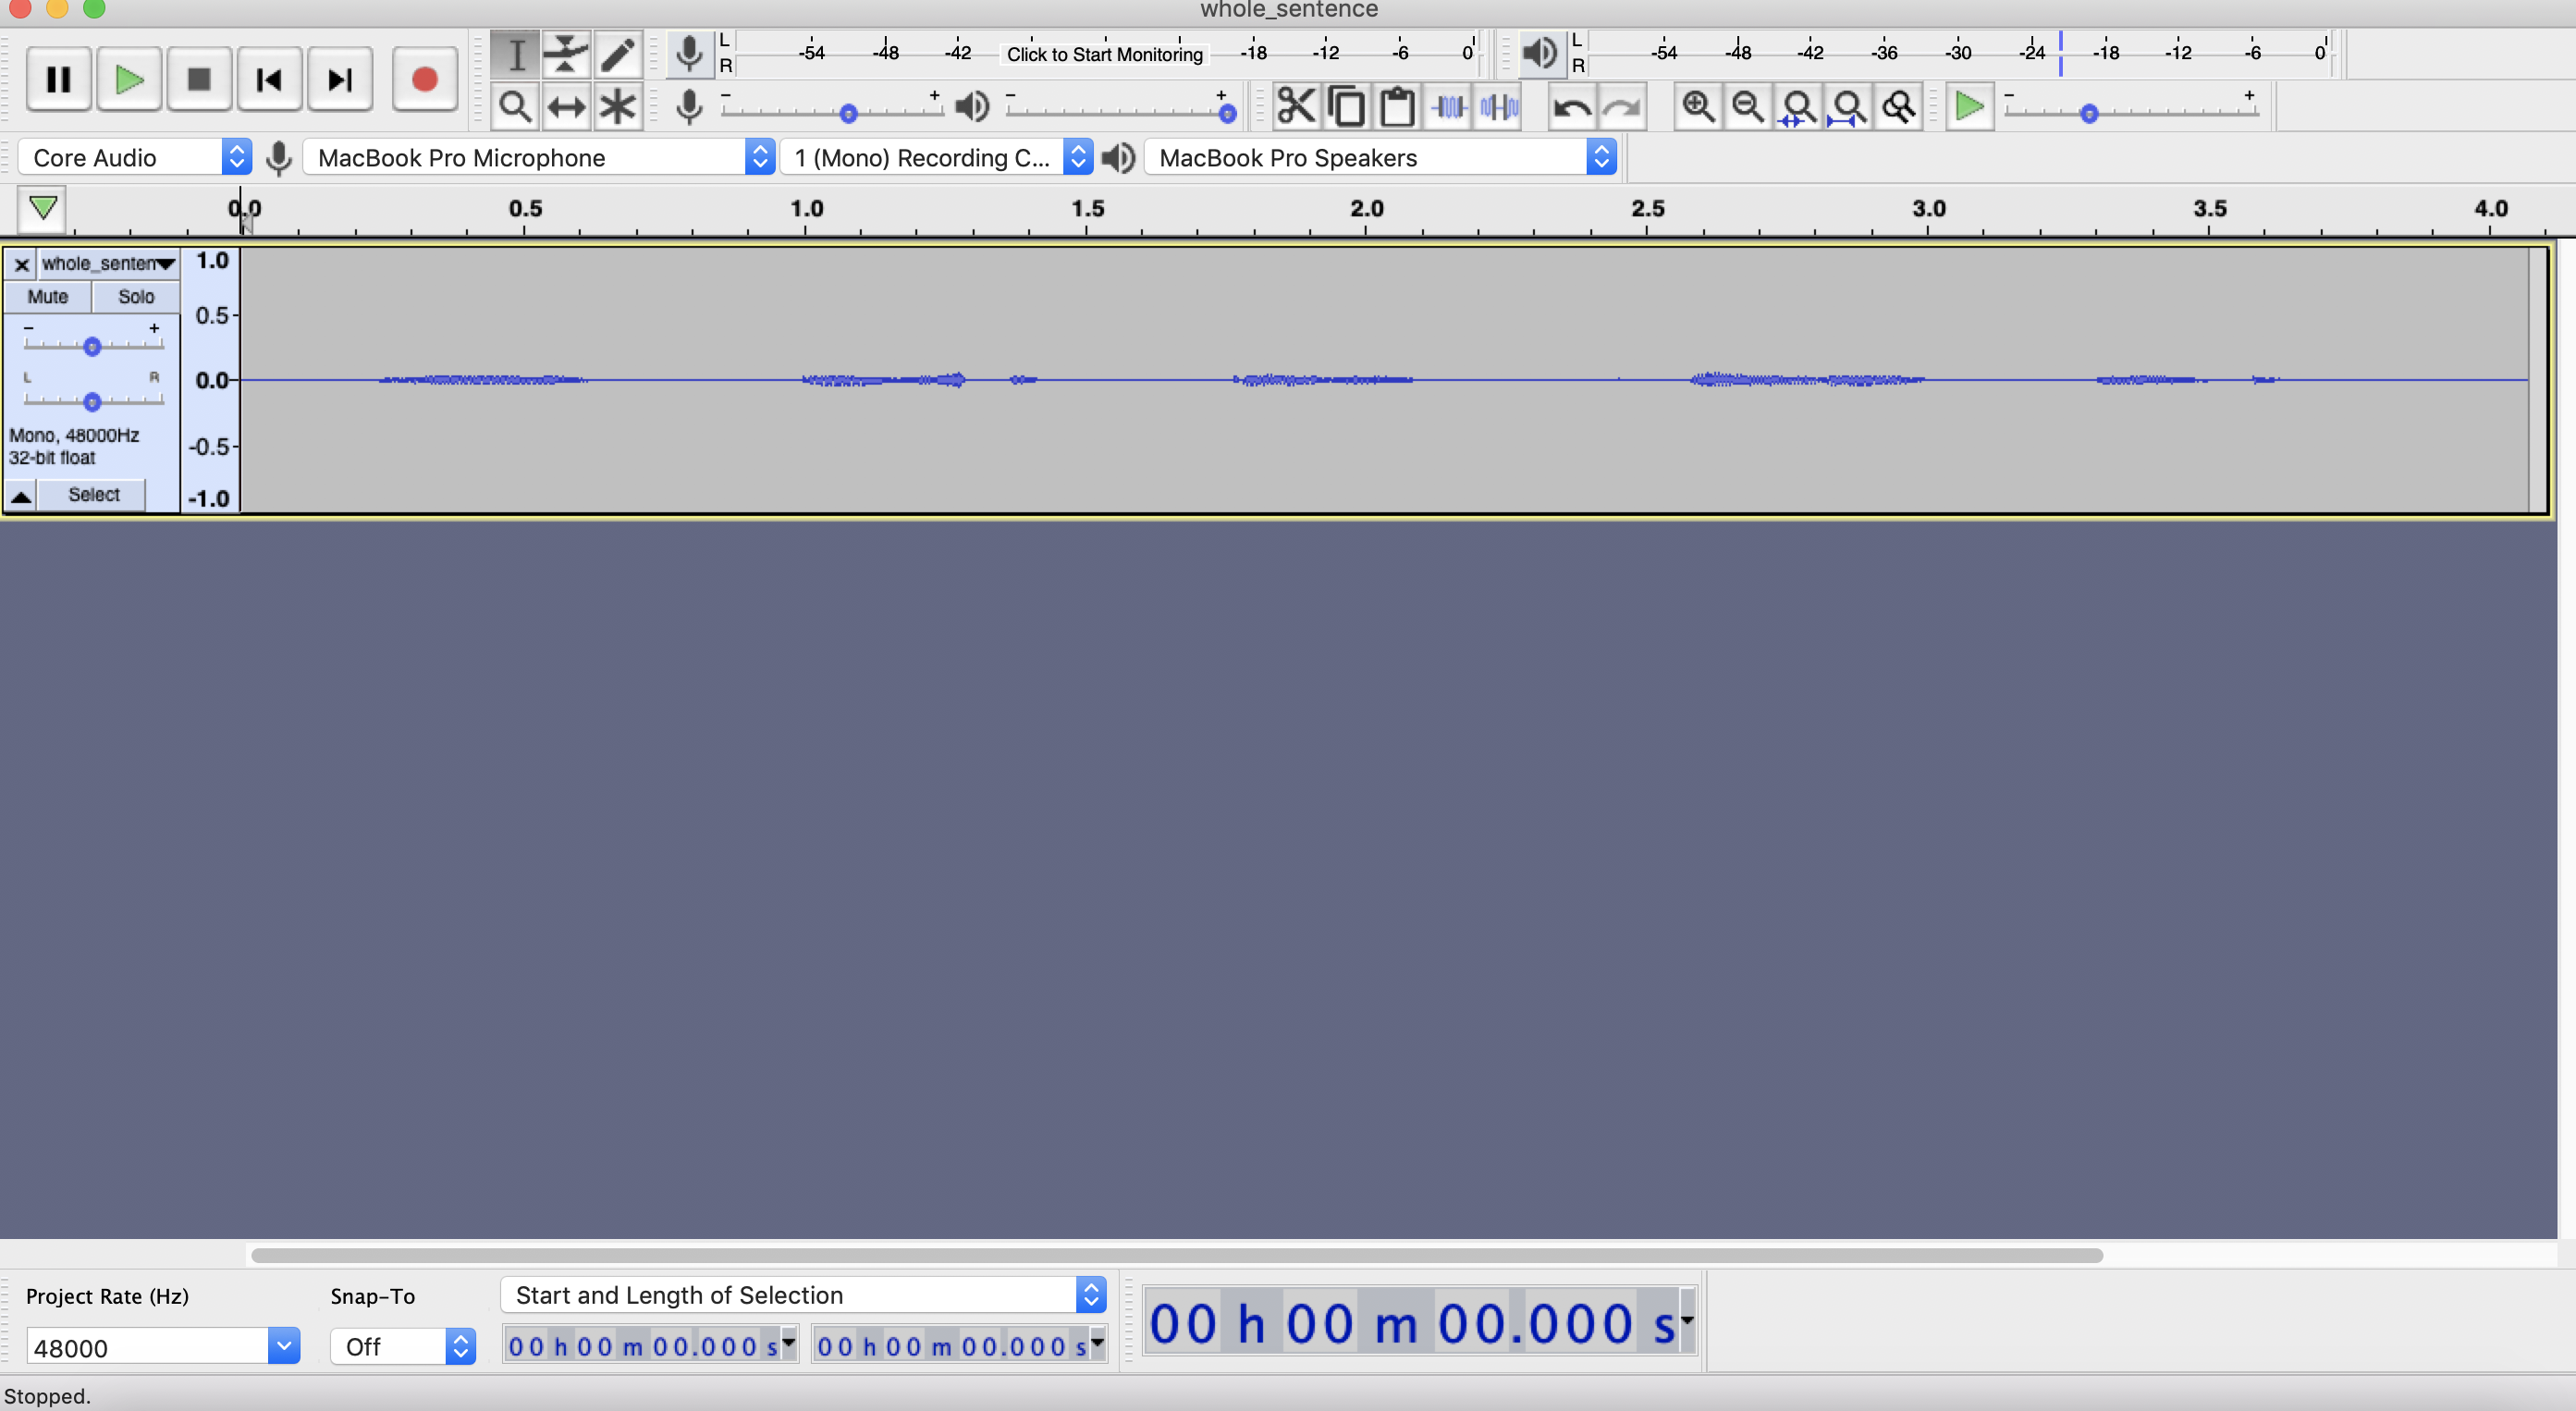 whole_sentence
L -54 -48 -42 Click to Start Monitoring -18 -12 -6 0 L -54 -48 -42 -36 -30 -24 -18 -12 -6 0
R R
- + - + - +
Core Audio MacBook Pro Microphone 1 (Mono) Recording C... MacBook Pro Speakers
0.0 0.5 1.0 1.5 2.0 2.5 3.0 3.5 4.0
whole_senten 1.0
Mute Solo
0.5
- +
L R
0.0
Mono, 48000Hz
-0.5
32-bit float
Select -1.0
Project Rate (Hz) Snap-To Start and Length of Selection
48000 Off 00 h 00 m 00.000 s 00 h 00 m 00.000 s 00 h 00 m 00.000 s
Stopped.